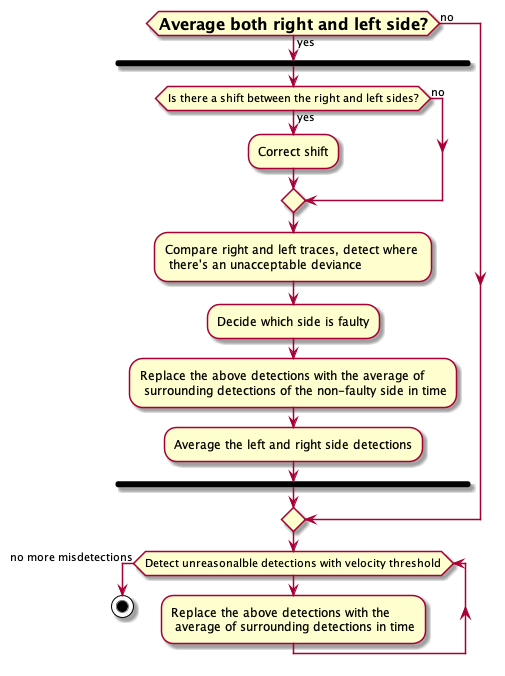 Average both right and left side?
no
yes
Is there a shift between the right and left sides?
no
yes
Correct shift
Compare right and left traces, detect where
there's an unacceptable deviance
Decide which side is faulty
Replace the above detections with the average of
surrounding detections of the non-faulty side in time
Average the left and right side detections
no more misdetections
Detect unreasonalble detections with velocity threshold
Replace the above detections with the
average of surrounding detections in time